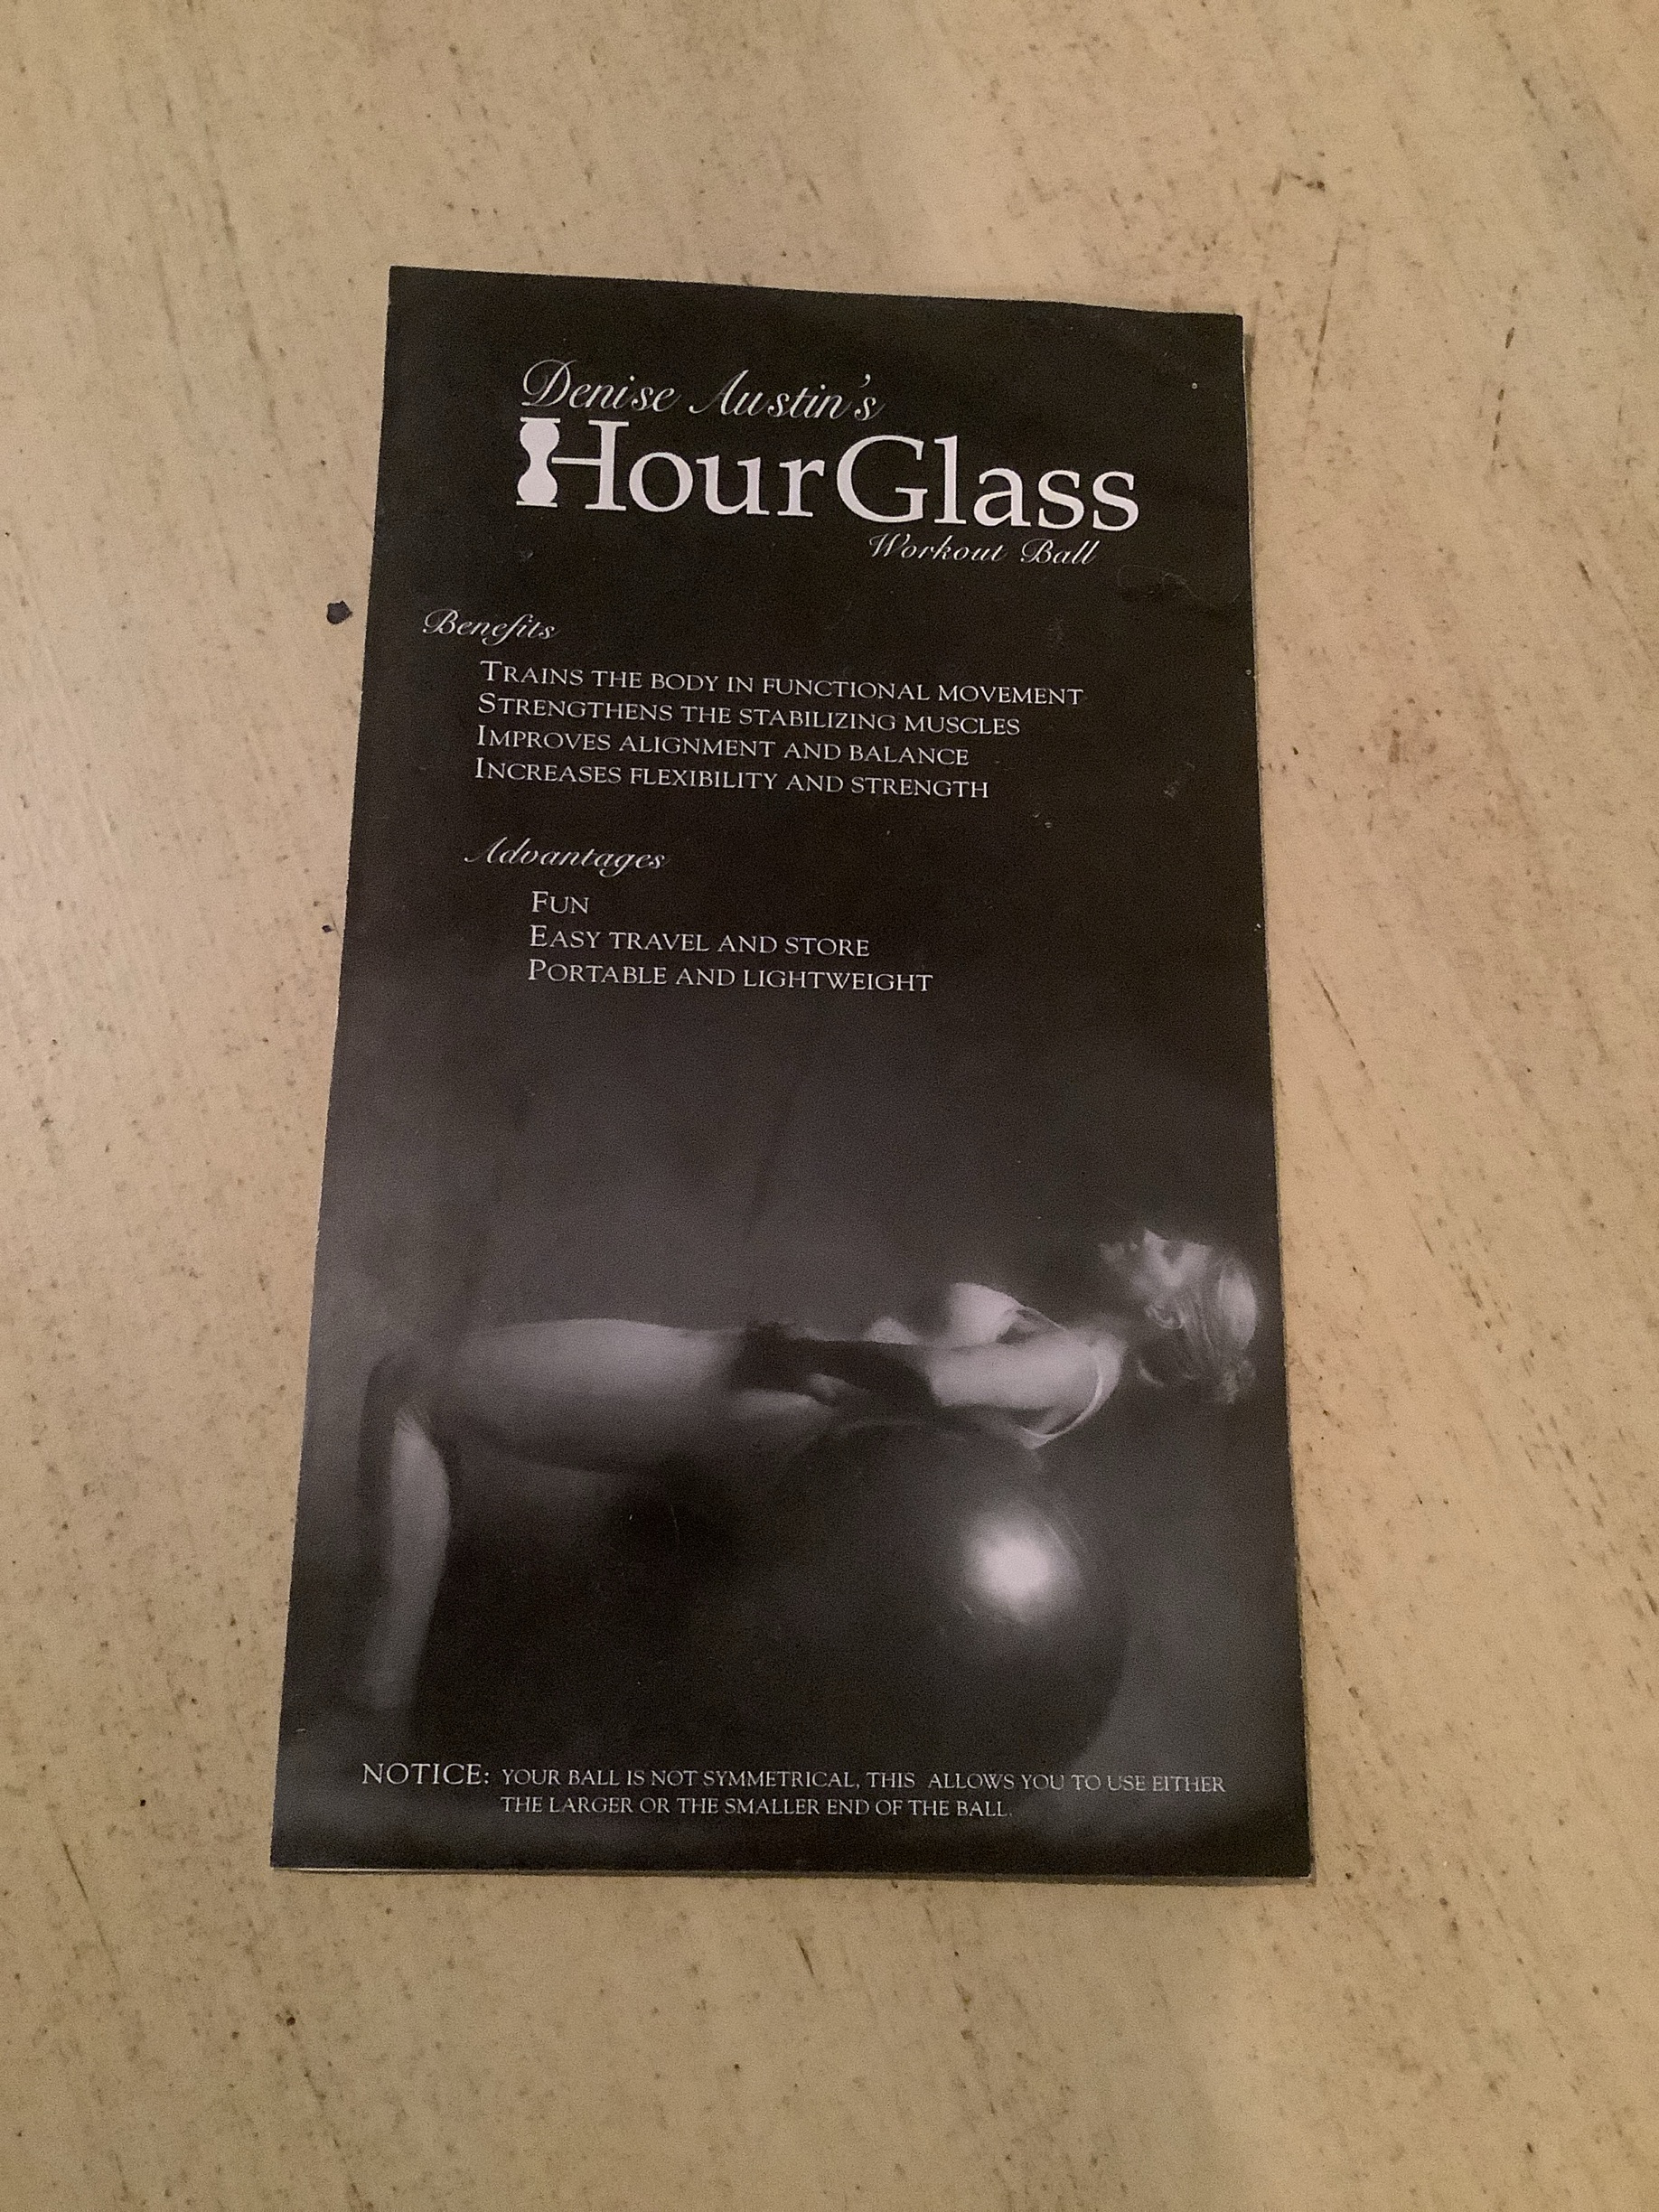 Denise Austin's
HourGlass
Workout Ball
Benefits
TRAINS THE BODY IN FUNCTIONAL MOVEMENT
STRENGTHENS THE STABILIZING MUSCLES
IMPROVES ALIGNMENT AND BALANCE
INCREASES FLEXIBILITY AND STRENGTH
Advantages
FUN
EASY TRAVEL AND STORE
PORTABLE AND LIGHTWEIGHT
NOTICE: YOUR BALL IS NOT SYMMETRICAL, THIS ALLOWS YOU TO USE EITHER
THE LARGER OR THE SMALLER END OF THE BALL.